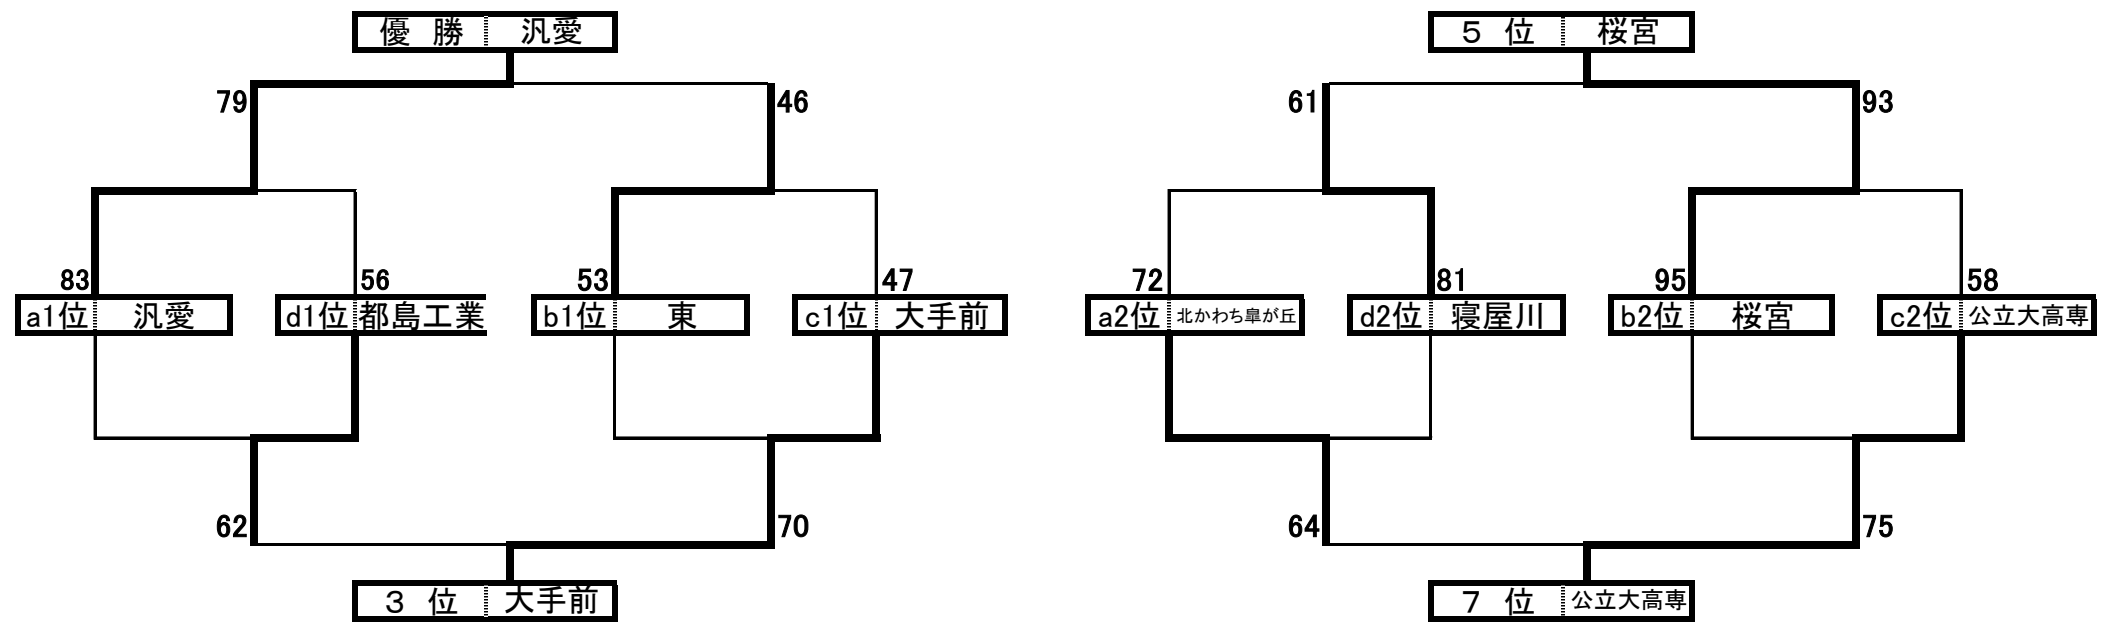 優 勝 汎愛
79 46
83 56 53 47
a1位 汎愛 d1位 都島工業 b1位 東 c1位 大手前
62 70
3 位 大手前
5 位 桜宮
61 93
72 81 95 58
a2位 北かわち皐が丘 d2位 寝屋川 b2位 桜宮 c2位 公立大高専
64 75
7 位 公立大高専